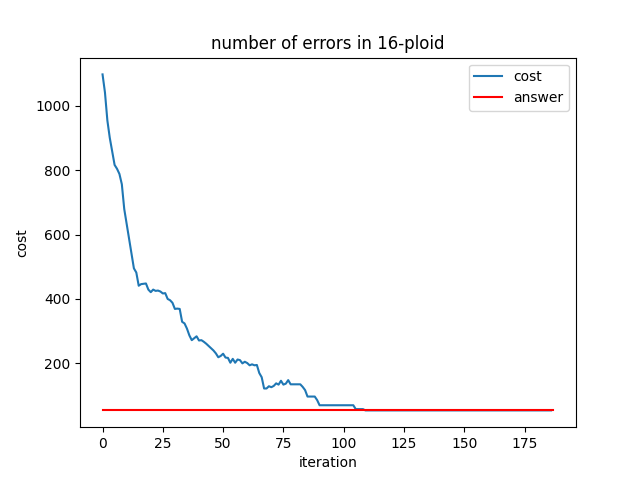 number of errors in 16-ploid
cost
answer
1000
800
600
400
200
cost
0 25 50 75 100 125 150 175
iteration